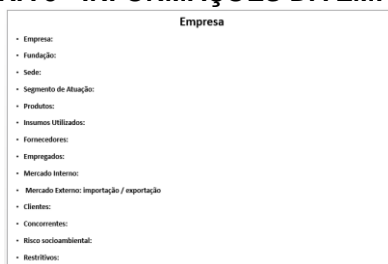 Empresa
• Empresa:
• Fundação:
• Sede:
• Segmento de Atuação:
• Produtos:
• Insumos Utilizados:
• Fornecedores:
• Empregados:
• Mercado Interno:
• Mercado Externo: importação / exportação
• Clientes:
• Concorrentes:
• Risco socioambiental:
• Restritivos: